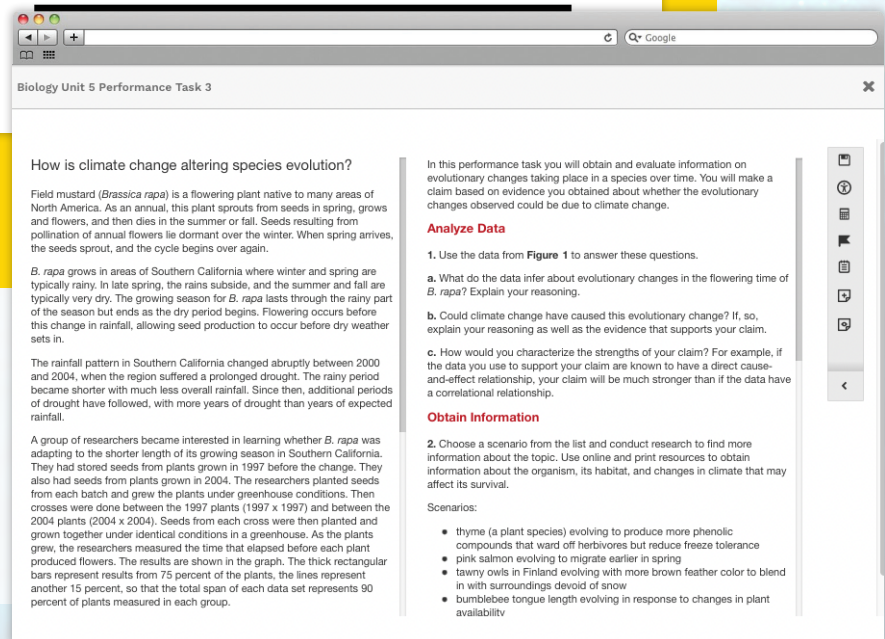 Google
Biology Unit 5 Performance Task 3
How is climate change altering species evolution?
Field mustard (Brassica rapa) is a flowering plant native to many areas of
North America. As an annual, this plant sprouts from seeds in spring, grows
and flowers, and then dies in the summer or fall. Seeds resulting from
pollination of annual flowers lie dormant over the winter. When spring arrives,
the seeds sprout, and the cycle begins over again.
B. rapa grows in areas of Southern California where winter and spring are
typically rainy. In late spring, the rains subside, and the summer and fall are
typically very dry. The growing season for B. rapa lasts through the rainy part
of the season but ends as the dry period begins. Flowering occurs before
this change in rainfall, allowing seed production to occur before dry weather
sets in.
The rainfall pattern in Southern California changed abruptly between 2000
and 2004, when the region suffered a prolonged drought. The rainy period
became shorter with much less overall rainfall. Since then, additional periods
of drought have followed, with more years of drought than years of expected
rainfall.
A group of researchers became interested in learning whether B. rapa was
adapting to the shorter length of its growing season in Southern California.
They had stored seeds from plants grown in 1997 before the change. They
also had seeds from plants grown in 2004. The researchers planted seeds
from each batch and grew the plants under greenhouse conditions. Then
crosses were done between the 1997 plants (1997 x 1997) and between the
2004 plants (2004 x 2004). Seeds from each cross were then planted and
grown together under identical conditions in a greenhouse. As the plants
grew, the researchers measured the time that elapsed before each plant
produced flowers. The results are shown in the graph. The thick rectangular
bars represent results from 75 percent of the plants, the lines represent
another 15 percent, so that the total span of each data set represents 90
percent of plants measured in each group.
In this performance task you will obtain and evaluate information on
evolutionary changes taking place in a species over time. You will make a
claim based on evidence you obtained about whether the evolutionary
changes observed could be due to climate change.
Analyze Data
1. Use the data from Figure 1 to answer these questions.
a. What do the data infer about evolutionary changes in the flowering time of
B. rapa? Explain your reasoning.
b. Could climate change have caused this evolutionary change? If, so,
explain your reasoning as well as the evidence that supports your claim.
c. How would you characterize the strengths of your claim? For example, if
the data you use to support your claim are known to have a direct cause-
and-effect relationship, your claim will be much stronger than if the data have
a correlational relationship.
Obtain Information
2. Choose a scenario from the list and conduct research to find more
information about the topic. Use online and print resources to obtain
information about the organism, its habitat, and changes in climate that may
affect its survival.
Scenarios:
• thyme (a plant species) evolving to produce more phenolic
compounds that ward off herbivores but reduce freeze tolerance
• pink salmon evolving to migrate earlier in spring
• tawny owls in Finland evolving with more brown feather color to blend
in with surroundings devoid of snow
• bumblebee tongue length evolving in response to changes in plant
availability